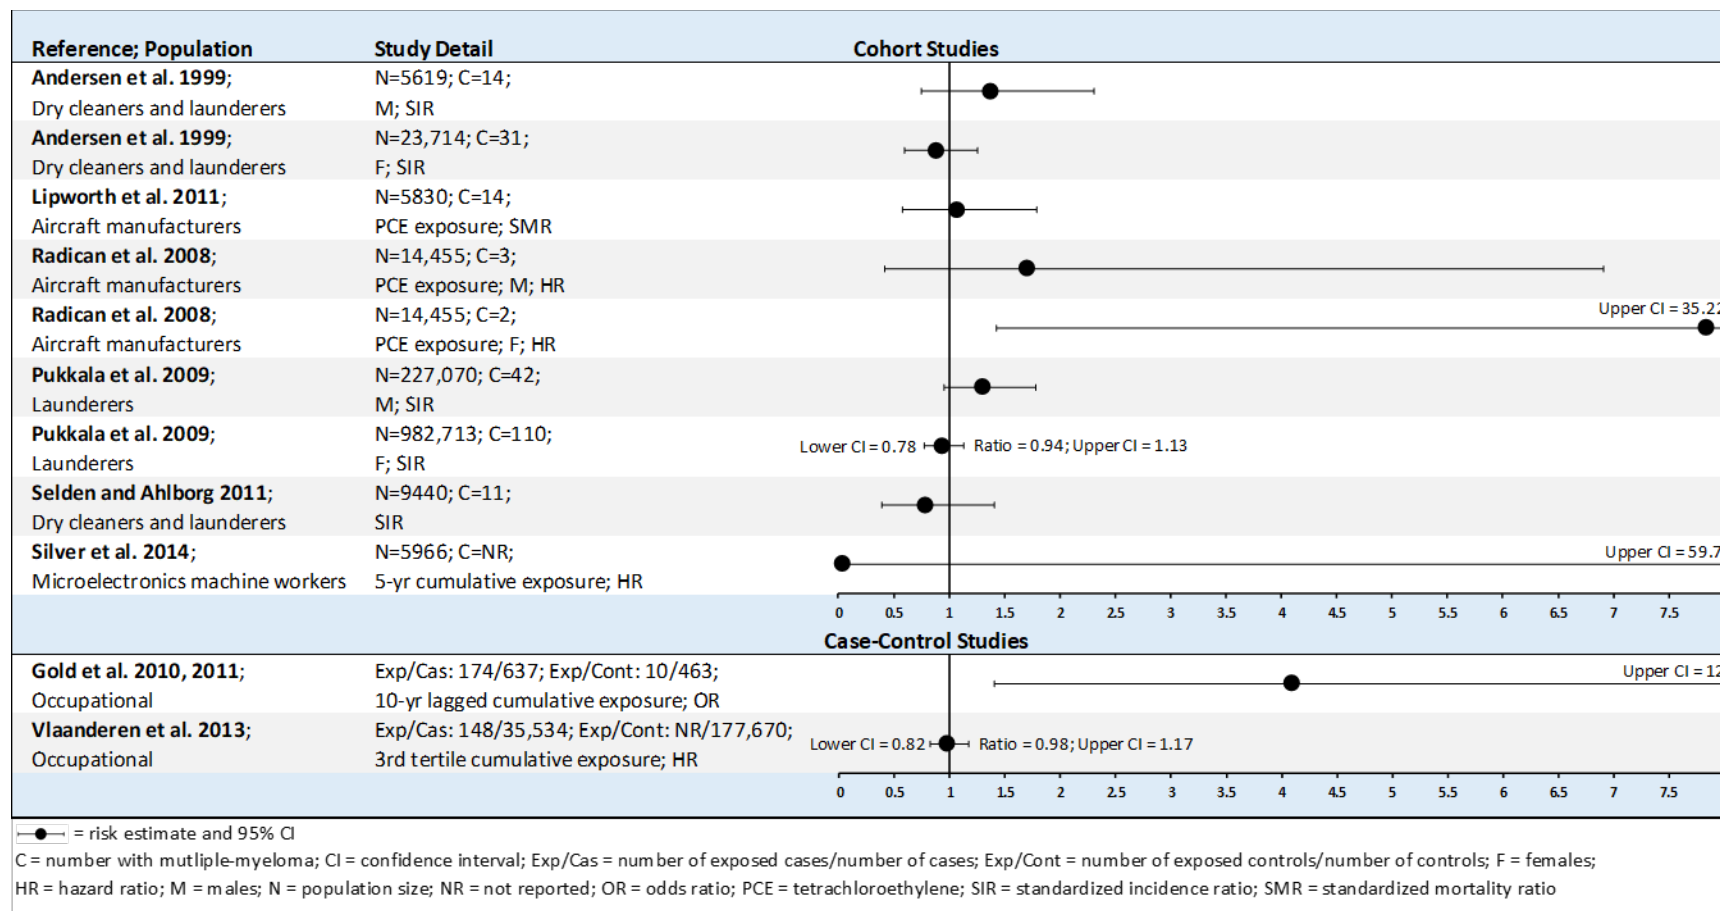 Reference; Population Study Detail Cohort Studies
Andersen et al. 1999; N=5619; C=14;
Dry cleaners and launderers M; SIR
Andersen et al. 1999; N=23,714; C=31;
Dry cleaners and launderers F; SIR
Lipworth et al. 2011; N=5830; C=14;
Aircraft manufacturers PCE exposure; SMR
Radican et al. 2008; N=14,455; C=3;
Aircraft manufacturers PCE exposure; M; HR
Radican et al. 2008; N=14,455; C=2; Upper CI = 35.22
Aircraft manufacturers PCE exposure; F; HR
Pukkala et al. 2009; N=227,070; C=42;
Launderers M; SIR
Pukkala et al. 2009; N=982,713; C=110; Lower CI = 0.78 Ratio = 0.94; Upper CI = 1.13
Launderers F; SIR
Selden and Ahlborg 2011; N=9440; C=11;
Dry cleaners and launderers SIR
Silver et al. 2014; N=5966; C=NR; Upper CI = 59.7
Microelectronics machine workers 5-yr cumulative exposure; HR
0 0.5 1 1.5 2 2.5 3 3.5 4 4.5 5 5.5 6 6.5 7 7.5
Case-Control Studies
Gold et al. 2010, 2011; Exp/Cas: 174/637; Exp/Cont: 10/463; Upper CI = 12
Occupational 10-yr lagged cumulative exposure; OR
Vlaanderen et al. 2013; Exp/Cas: 148/35,534; Exp/Cont: NR/177,670; Lower CI = 0.82 Ratio = 0.98; Upper CI = 1.17
Occupational 3rd tertile cumulative exposure; HR
0 0.5 1 1.5 2 2.5 3 3.5 4 4.5 5 5.5 6 6.5 7 7.5
= risk estimate and 95% CI
C = number with mutliple-myeloma; CI = confidence interval; Exp/Cas = number of exposed cases/number of cases; Exp/Cont = number of exposed controls/number of controls; F = females;
HR = hazard ratio; M = males; N = population size; NR = not reported; OR = odds ratio; PCE = tetrachloroethylene; SIR = standardized incidence ratio; SMR = standardized mortality ratio